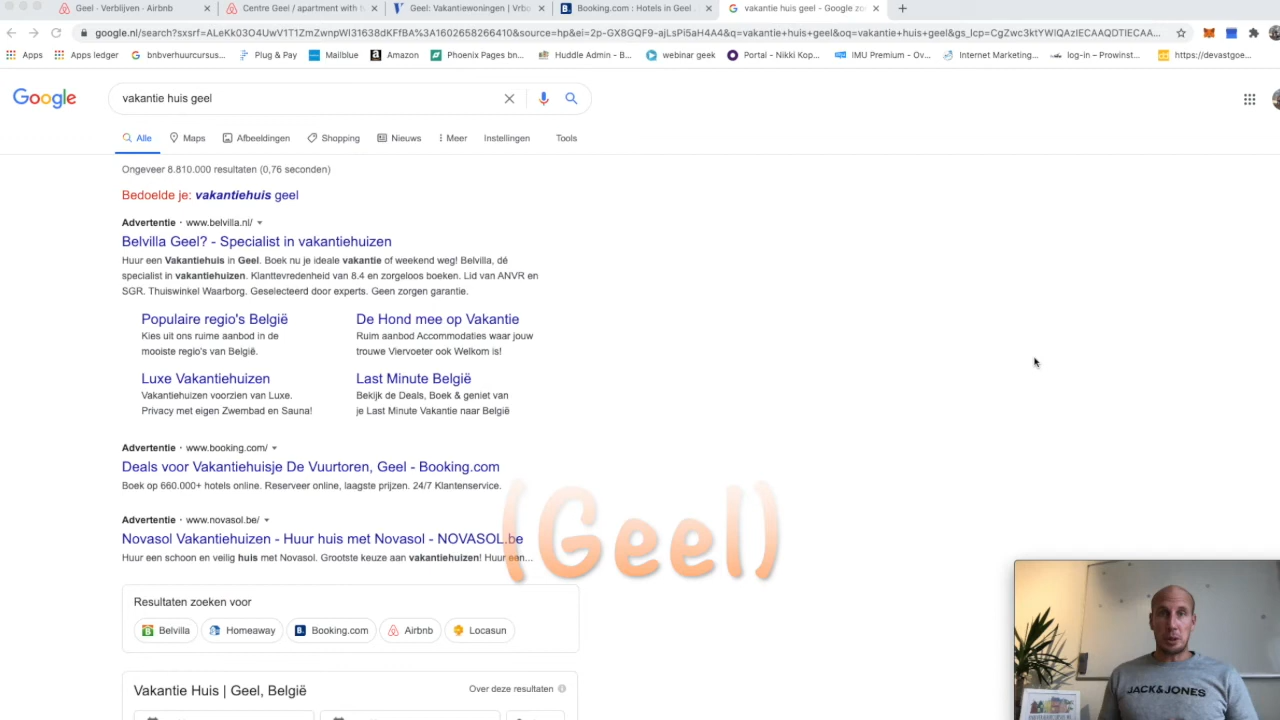 Geel · Verblijven · Airbnb
Centre Geel / apartment with
Geel: Vakantiewoningen | Vrbo
Booking.com : Hotels in Geel
vakantie huis geel - Google zo
google.nl/search?sxsrf=ALeKk03O4UwV1T1ZmZwnpWI31638dKFfBA%3A1602658266410&source=hp&ei=2p-GX8GQF9-ajLsPi5aH4A4&q=vakantie+huis+geel&oq=vakantie+huis+geel&gs_lcp=CgZwc3ktYWIQAzIECAAQDTIECAA...
Apps
Apps ledger
bnbverhuurcursus...
Plug & Pay
Mailblue
Amazon
Phoenix Pages bn...
Huddle Admin - B...
webinar geek
Portal - Nikki Kop...
IMU Premium - Ov...
Internet Marketing...
log-in – Prowinst...
https://devastgoe...
Google
vakantie huis geel
Alle
Maps
Afbeeldingen
Shopping
Nieuws
Meer
Instellingen
Tools
Ongeveer 8.810.000 resultaten (0,76 seconden)
Bedoelde je: vakantiehuis geel
Advertentie · www.belvilla.nl/
Belvilla Geel? - Specialist in vakantiehuizen
Huur een Vakantiehuis in Geel. Boek nu je ideale vakantie of weekend weg! Belvilla, dé
specialist in vakantiehuizen. Klanttevredenheid van 8.4 en zorgeloos boeken. Lid van ANVR en
SGR. Thuiswinkel Waarborg. Geselecteerd door experts. Geen zorgen garantie.
Populaire regio's België
Kies uit ons ruime aanbod in de
mooiste regio's van België.
De Hond mee op Vakantie
Ruim aanbod Accommodaties waar jouw
trouwe Viervoeter ook Welkom is!
Luxe Vakantiehuizen
Vakantiehuizen voorzien van Luxe.
Privacy met eigen Zwembad en Sauna!
Last Minute België
Bekijk de Deals, Boek & geniet van
je Last Minute Vakantie naar België
Advertentie · www.booking.com/
Deals voor Vakantiehuisje De Vuurtoren, Geel - Booking.com
Boek op 660.000+ hotels online. Reserveer online, laagste prijzen. 24/7 Klantenservice.
Advertentie · www.novasol.be/
Novasol Vakantiehuizen - Huur huis met Novasol - NOVASOL.be
Huur een schoon en veilig huis met Novasol. Grootste keuze aan vakantiehuizen! Huur een...
(Geel)
Resultaten zoeken voor
Belvilla
Homeaway
Booking.com
Airbnb
Locasun
Vakantie Huis | Geel, België
Over deze resultaten
JACK&JONES